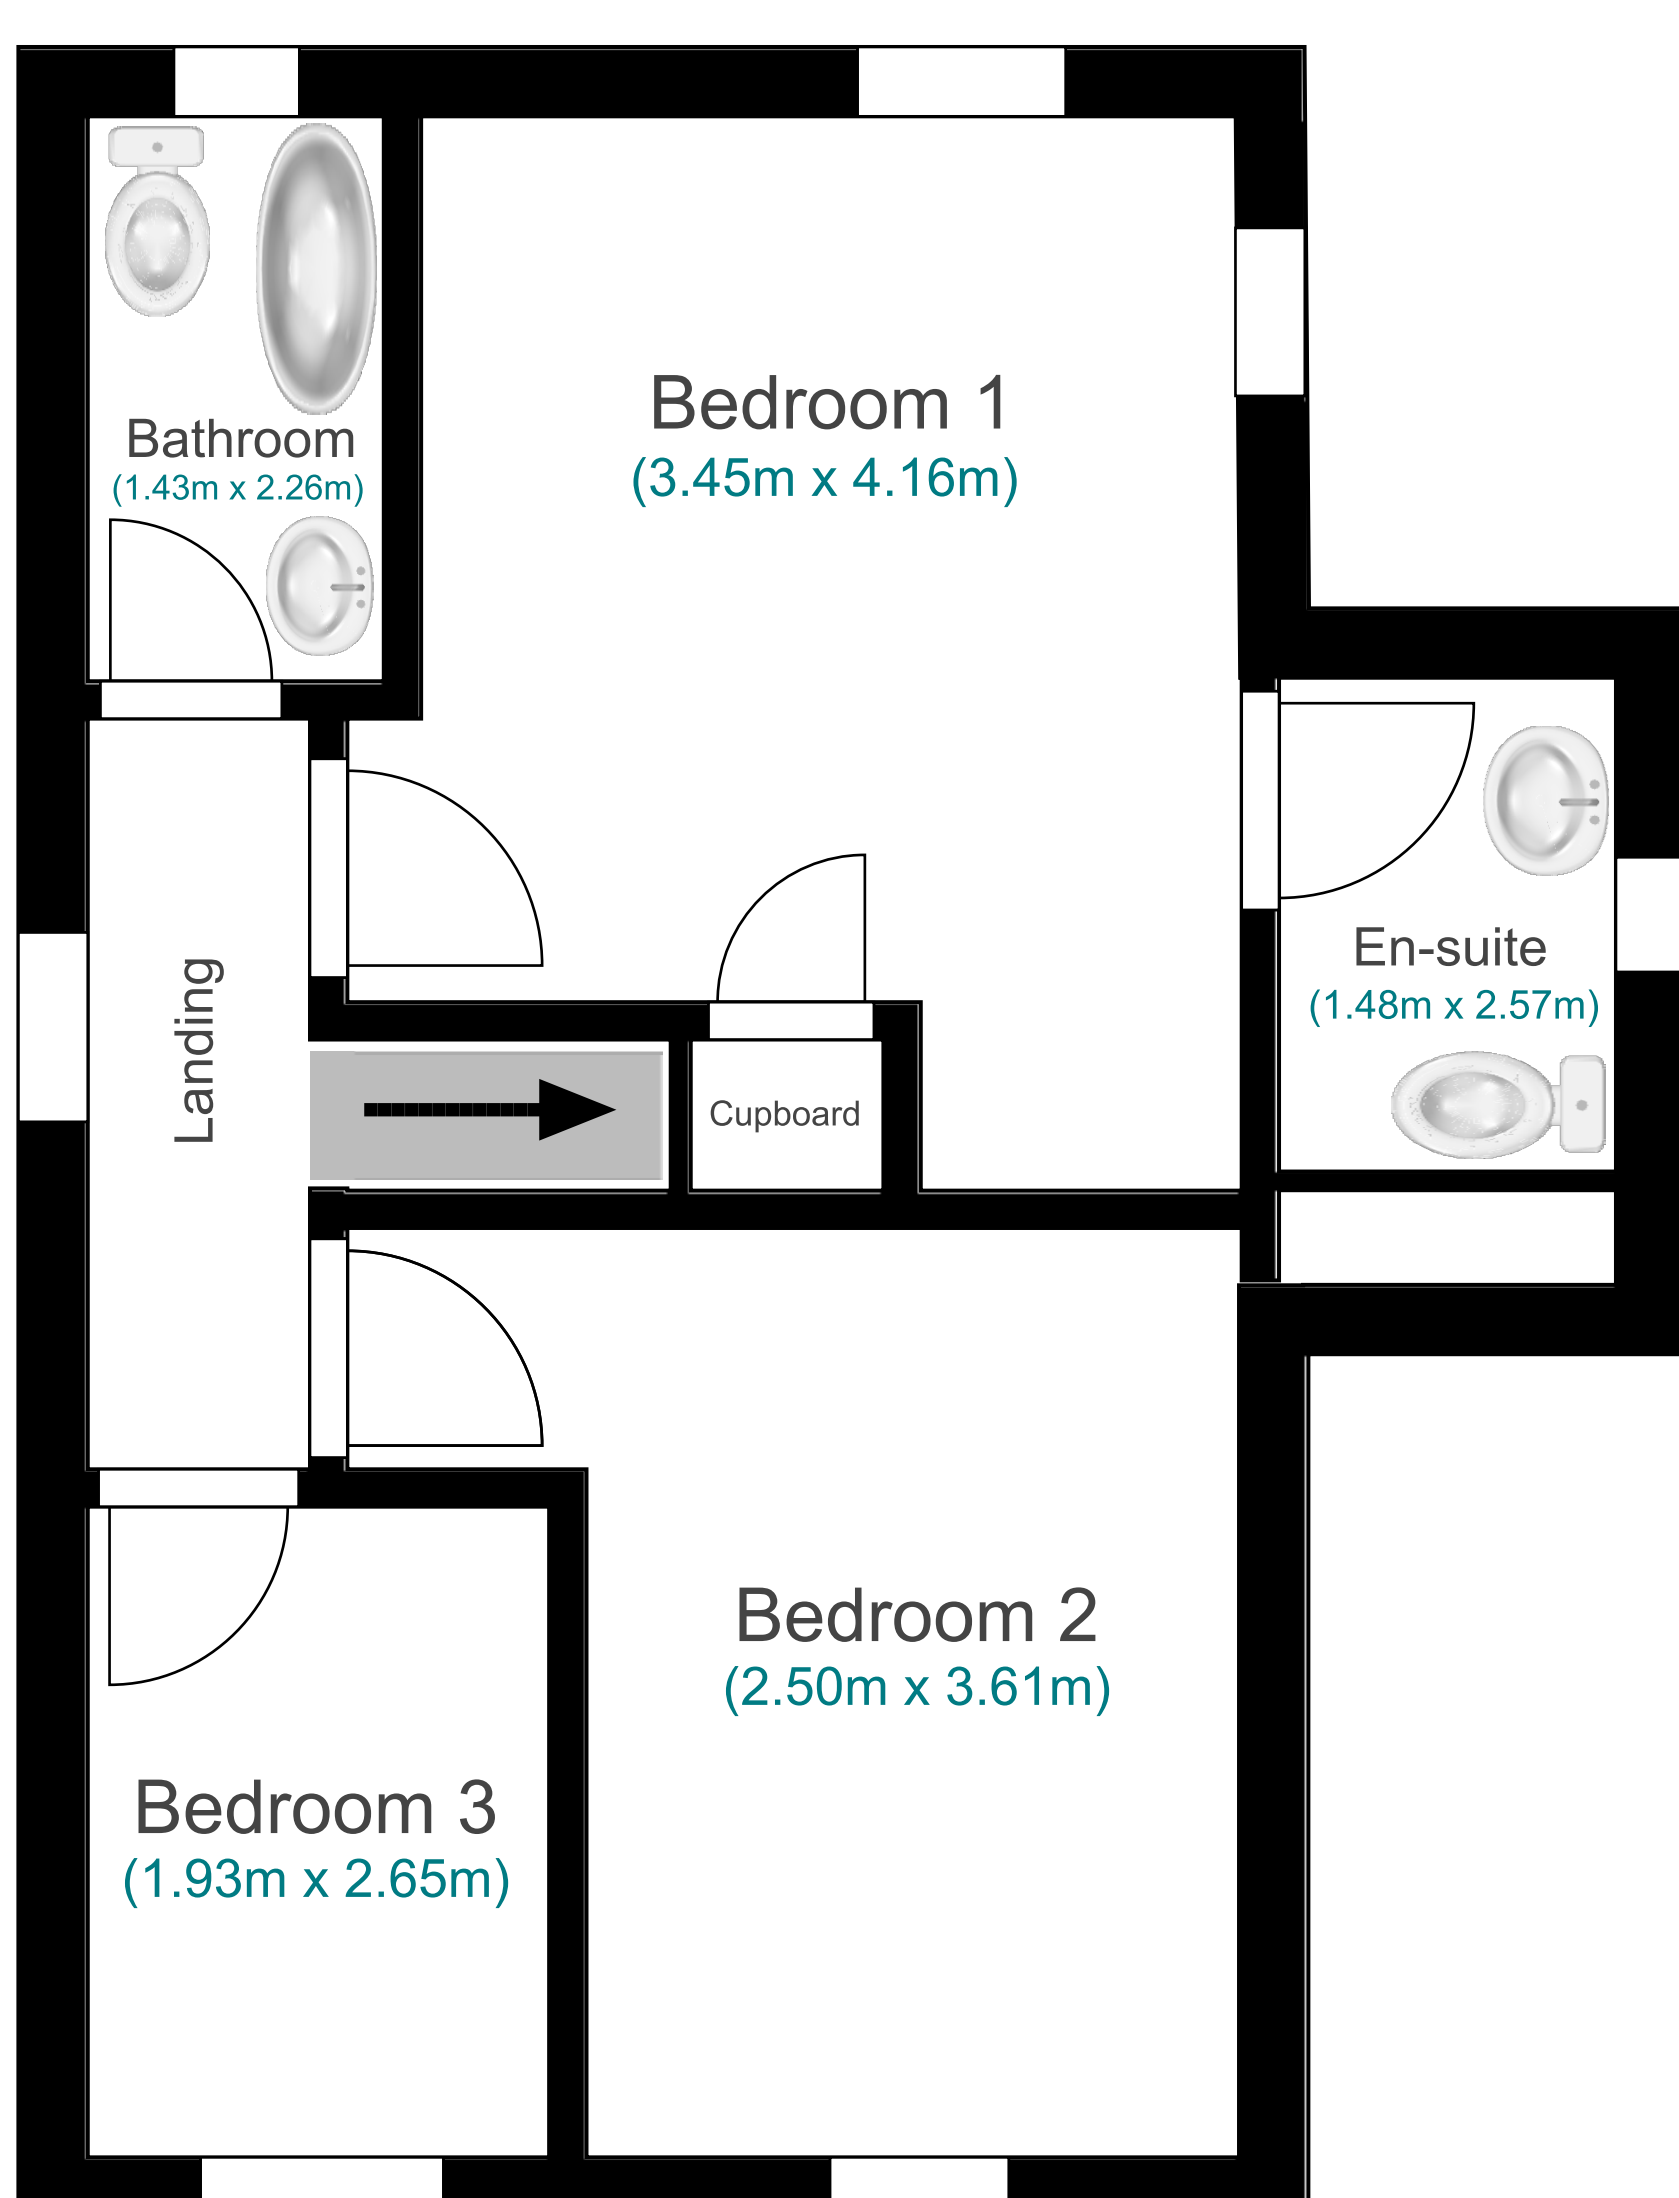 Bedroom 1
(3.45m x 4.16m)
Bathroom
(1.43m x 2.26m)
En-suite
(1.48m x 2.57m)
Landing
Cupboard
Bedroom 2
(2.50m x 3.61m)
Bedroom 3
(1.93m x 2.65m)